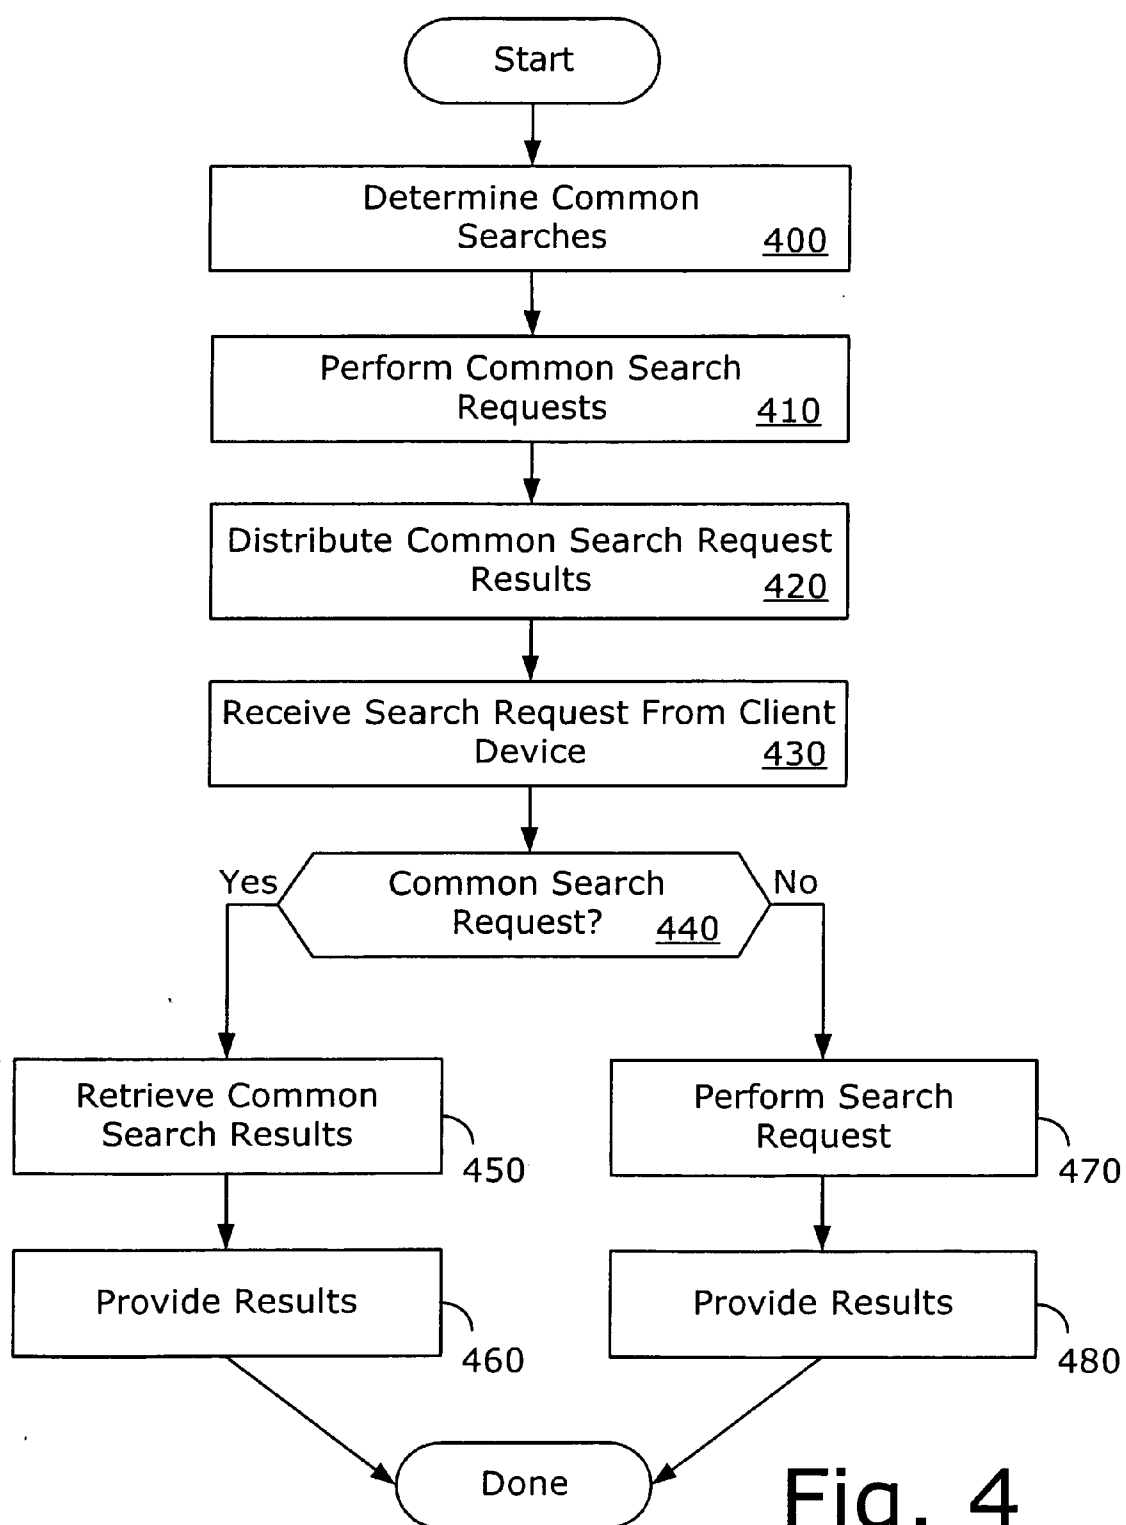 Start
Determine Common
Searches
400
Perform Common Search
Requests
410
Distribute Common Search Request
Results
420
Receive Search Request From Client
Device
430
Yes
Common Search
Request?
440
No
Retrieve Common
Search Results
450
Perform Search
Request
470
Provide Results
460
Provide Results
480
Done
Fig. 4